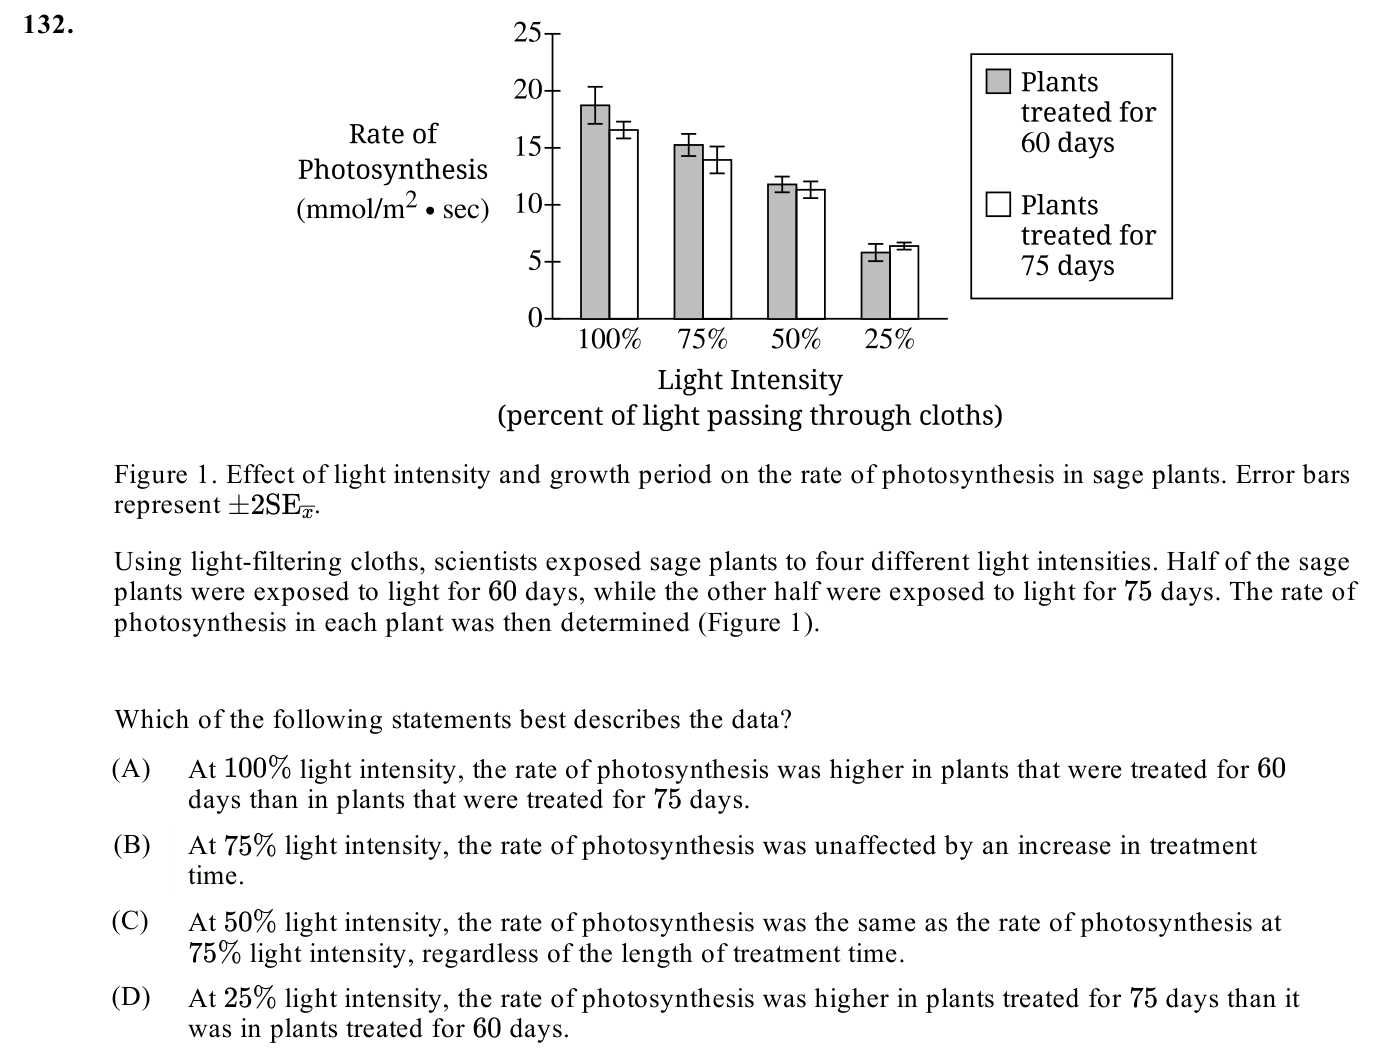 132.
25
20
15
10
5
0
Rate of
Photosynthesis
(mmol/m² • sec)
100% 75% 50% 25%
Light Intensity
(percent of light passing through cloths)
Plants
treated for
60 days
Plants
treated for
75 days
Figure 1. Effect of light intensity and growth period on the rate of photosynthesis in sage plants. Error bars
represent ±2SE_x̅.
Using light-filtering cloths, scientists exposed sage plants to four different light intensities. Half of the sage
plants were exposed to light for 60 days, while the other half were exposed to light for 75 days. The rate of
photosynthesis in each plant was then determined (Figure 1).
Which of the following statements best describes the data?
(A) At 100% light intensity, the rate of photosynthesis was higher in plants that were treated for 60
days than in plants that were treated for 75 days.
(B) At 75% light intensity, the rate of photosynthesis was unaffected by an increase in treatment
time.
(C) At 50% light intensity, the rate of photosynthesis was the same as the rate of photosynthesis at
75% light intensity, regardless of the length of treatment time.
(D) At 25% light intensity, the rate of photosynthesis was higher in plants treated for 75 days than it
was in plants treated for 60 days.